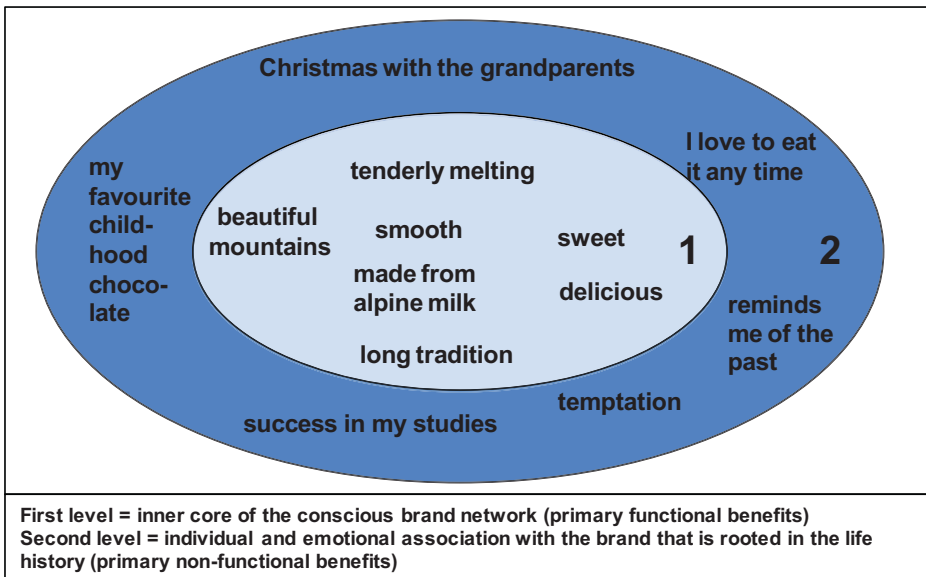 Christmas with the grandparents
I love to eat
it any time
my
favourite
child-
hood
choco-
late
tenderly melting
beautiful
mountains
smooth
sweet
1
2
made from
alpine milk
delicious
reminds
me of the
past
long tradition
temptation
success in my studies
First level = inner core of the conscious brand network (primary functional benefits)
Second level = individual and emotional association with the brand that is rooted in the life
history (primary non-functional benefits)